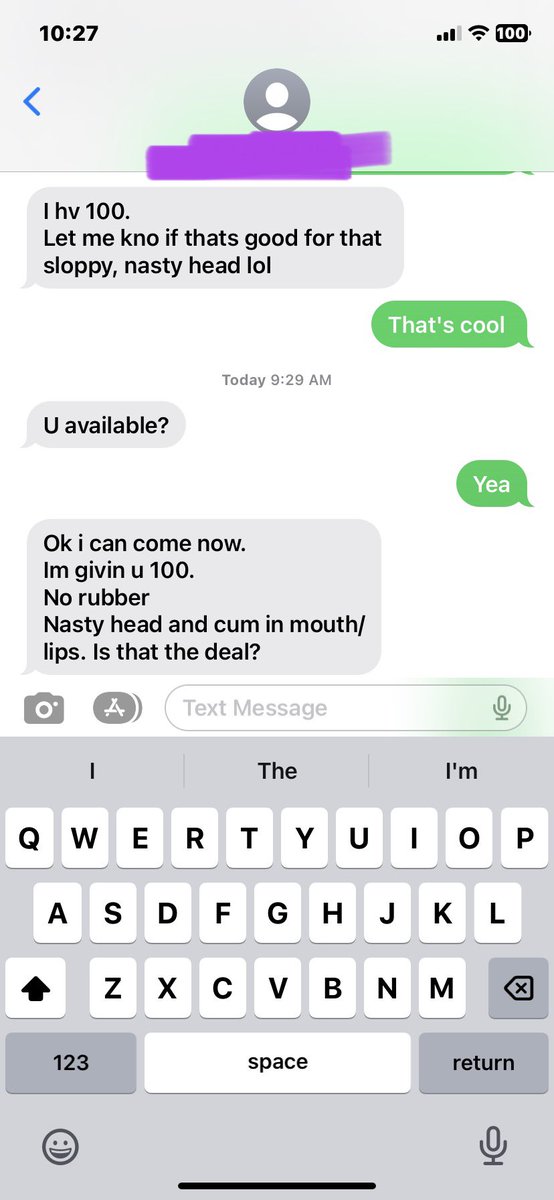 10:27
100
I hv 100.
Let me kno if thats good for that
sloppy, nasty head lol
That's cool
Today 9:29 AM
U available?
Yea
Ok i can come now.
Im givin u 100.
No rubber
Nasty head and cum in mouth/
lips. Is that the deal?
Text Message
I The I'm
Q W E R T Y U I O P
A S D F G H J K L
Z X C V B N M
123 space return